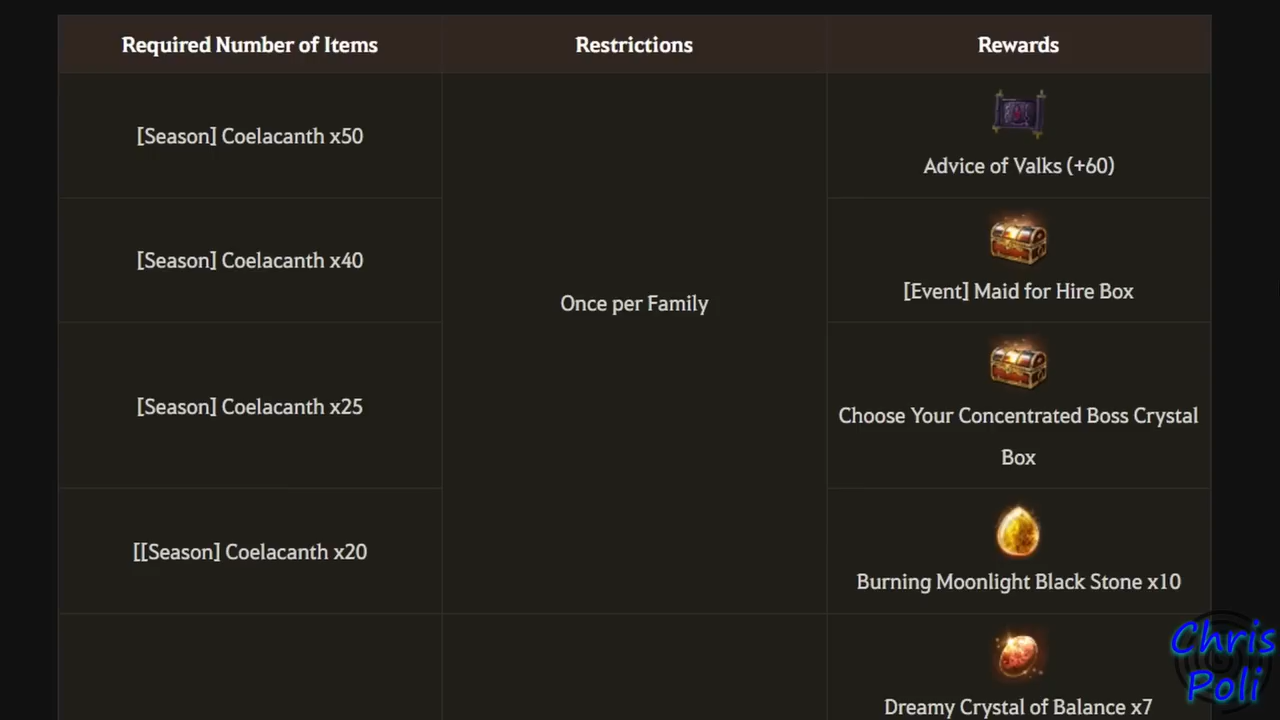 Required Number of Items
Restrictions
Rewards
[Season] Coelacanth x50
Advice of Valks (+60)
[Season] Coelacanth x40
[Event] Maid for Hire Box
Once per Family
[Season] Coelacanth x25
Choose Your Concentrated Boss Crystal
Box
[[Season] Coelacanth x20
Burning Moonlight Black Stone x10
Dreamy Crystal of Balance x7
Chris
Poli